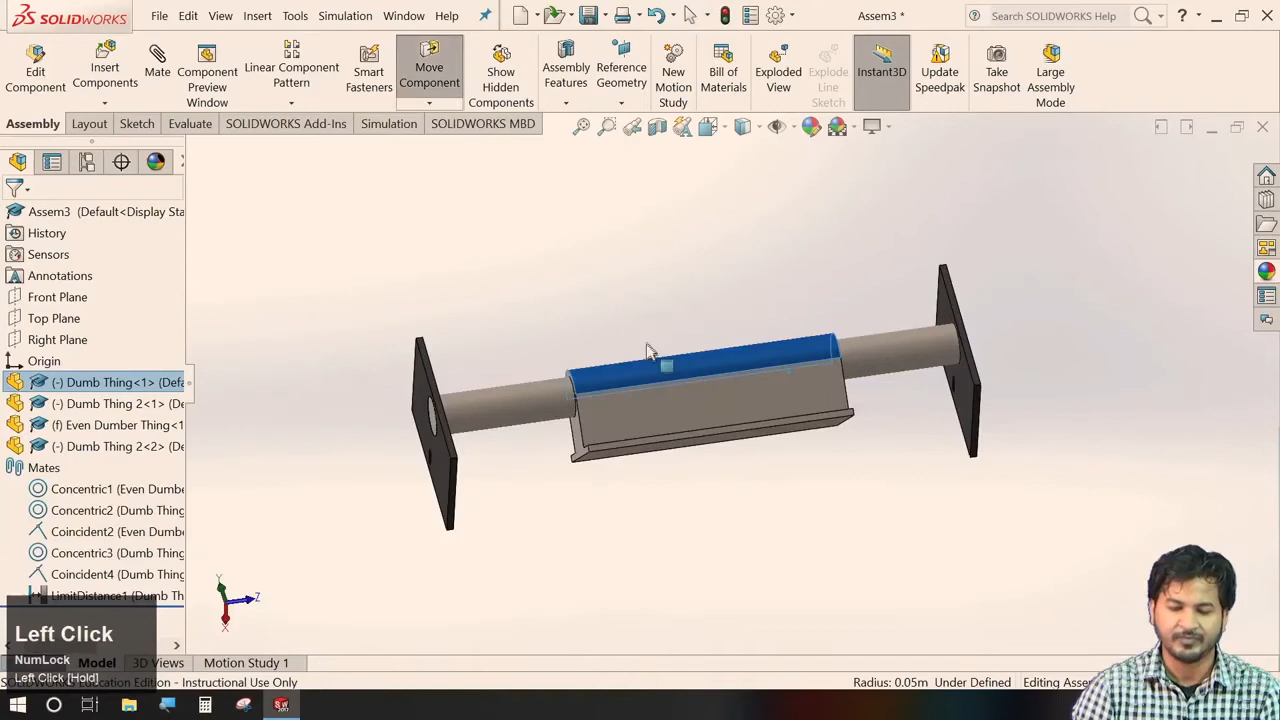 SOLIDWORKS
File Edit View Insert Tools Simulation Window Help
Assem3 *
Search SOLIDWORKS Help
Edit Component
Insert Components
Mate
Component Preview Window
Linear Component Pattern
Smart Fasteners
Move Component
Show Hidden Components
Assembly Features
Reference Geometry
New Motion Study
Bill of Materials
Exploded View
Explode Line Sketch
Instant3D
Update Speedpak
Take Snapshot
Large Assembly Mode
Assembly Layout Sketch Evaluate SOLIDWORKS Add-Ins Simulation SOLIDWORKS MBD
Assem3 (Default<Display Sta
History
Sensors
Annotations
Front Plane
Top Plane
Right Plane
Origin
(-) Dumb Thing<1> (Defa
(-) Dumb Thing 2<1> (De
(f) Even Dumber Thing<1
(-) Dumb Thing 2<2> (De
Mates
Concentric1 (Even Dumbe
Concentric2 (Dumb Thing
Coincident2 (Even Dumbe
Concentric3 (Dumb Thing
Coincident4 (Dumb Thing
LimitDistance1 (Dumb Th
Y
Z
X
Left Click
NumLock
Left Click [Hold]
Model 3D Views Motion Study 1
SOLIDWORKS Education Edition - Instructional Use Only
Radius: 0.05m Under Defined Editing Asse